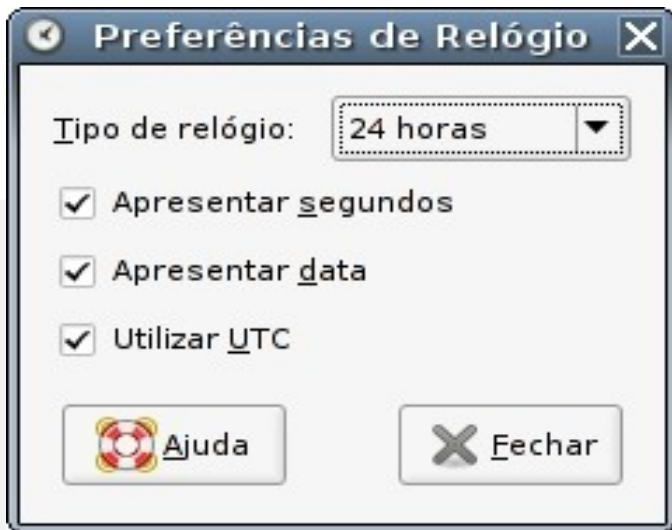 Preferências de Relógio
Tipo de relógio: 24 horas
Apresentar segundos
Apresentar data
Utilizar UTC
Ajuda Fechar